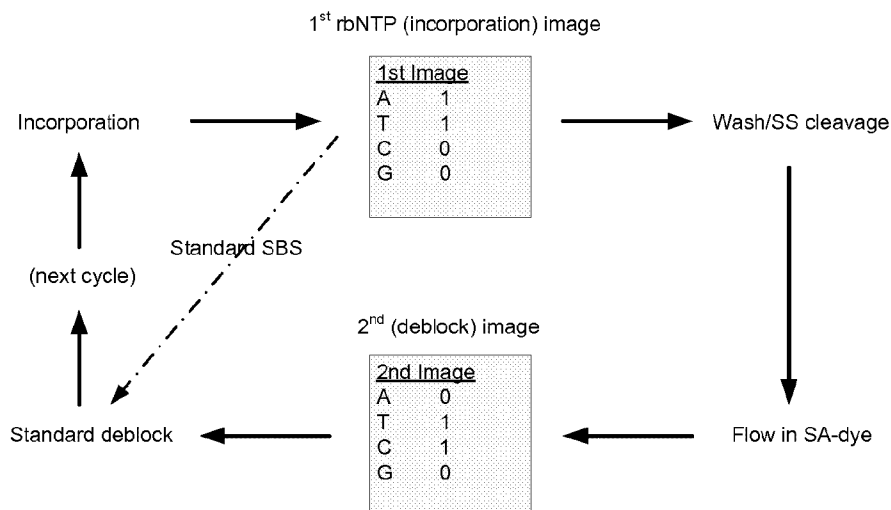 1st rbNTP (incorporation) image
1st Image
A 1
T 1
C 0
G 0
Incorporation
Wash/SS cleavage
Standard SBS
(next cycle)
2nd (deblock) image
2nd Image
A 0
T 1
C 1
G 0
Standard deblock
Flow in SA-dye